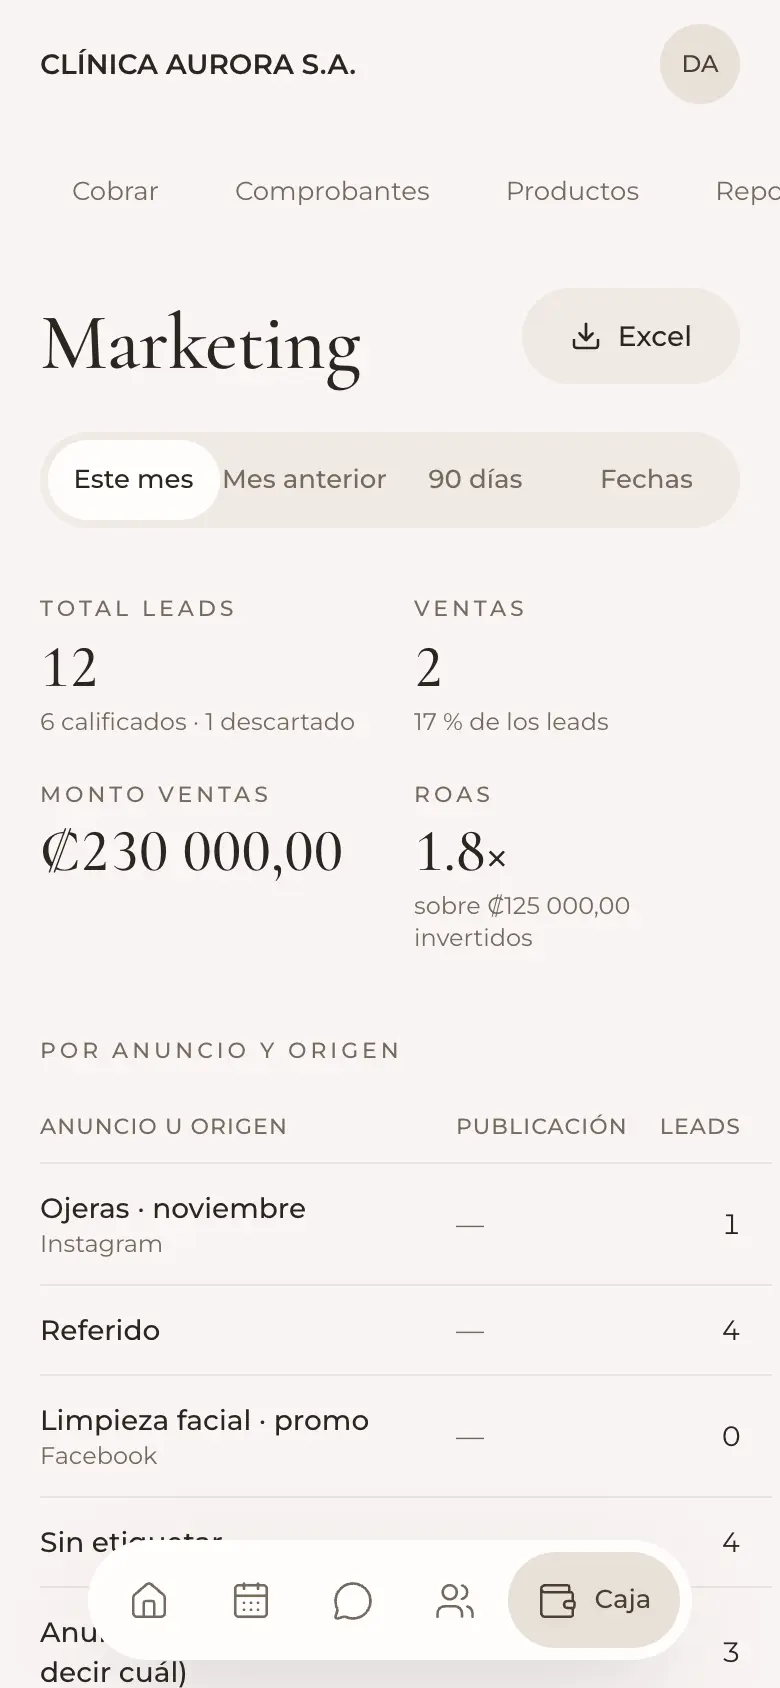 CLÍNICA AURORA S.A.
DA
Cobrar Comprobantes Productos Repo
Marketing
Excel
Este mes Mes anterior 90 días Fechas
TOTAL LEADS VENTAS
12 2
6 calificados · 1 descartado 17 % de los leads
MONTO VENTAS ROAS
₡230 000,00 1.8×
sobre ₡125 000,00
invertidos
POR ANUNCIO Y ORIGEN
ANUNCIO U ORIGEN PUBLICACIÓN LEADS
Ojeras · noviembre — 1
Instagram
Referido — 4
Limpieza facial · promo — 0
Facebook
Sin etiquetar 4
3
decir cuál)
Caja